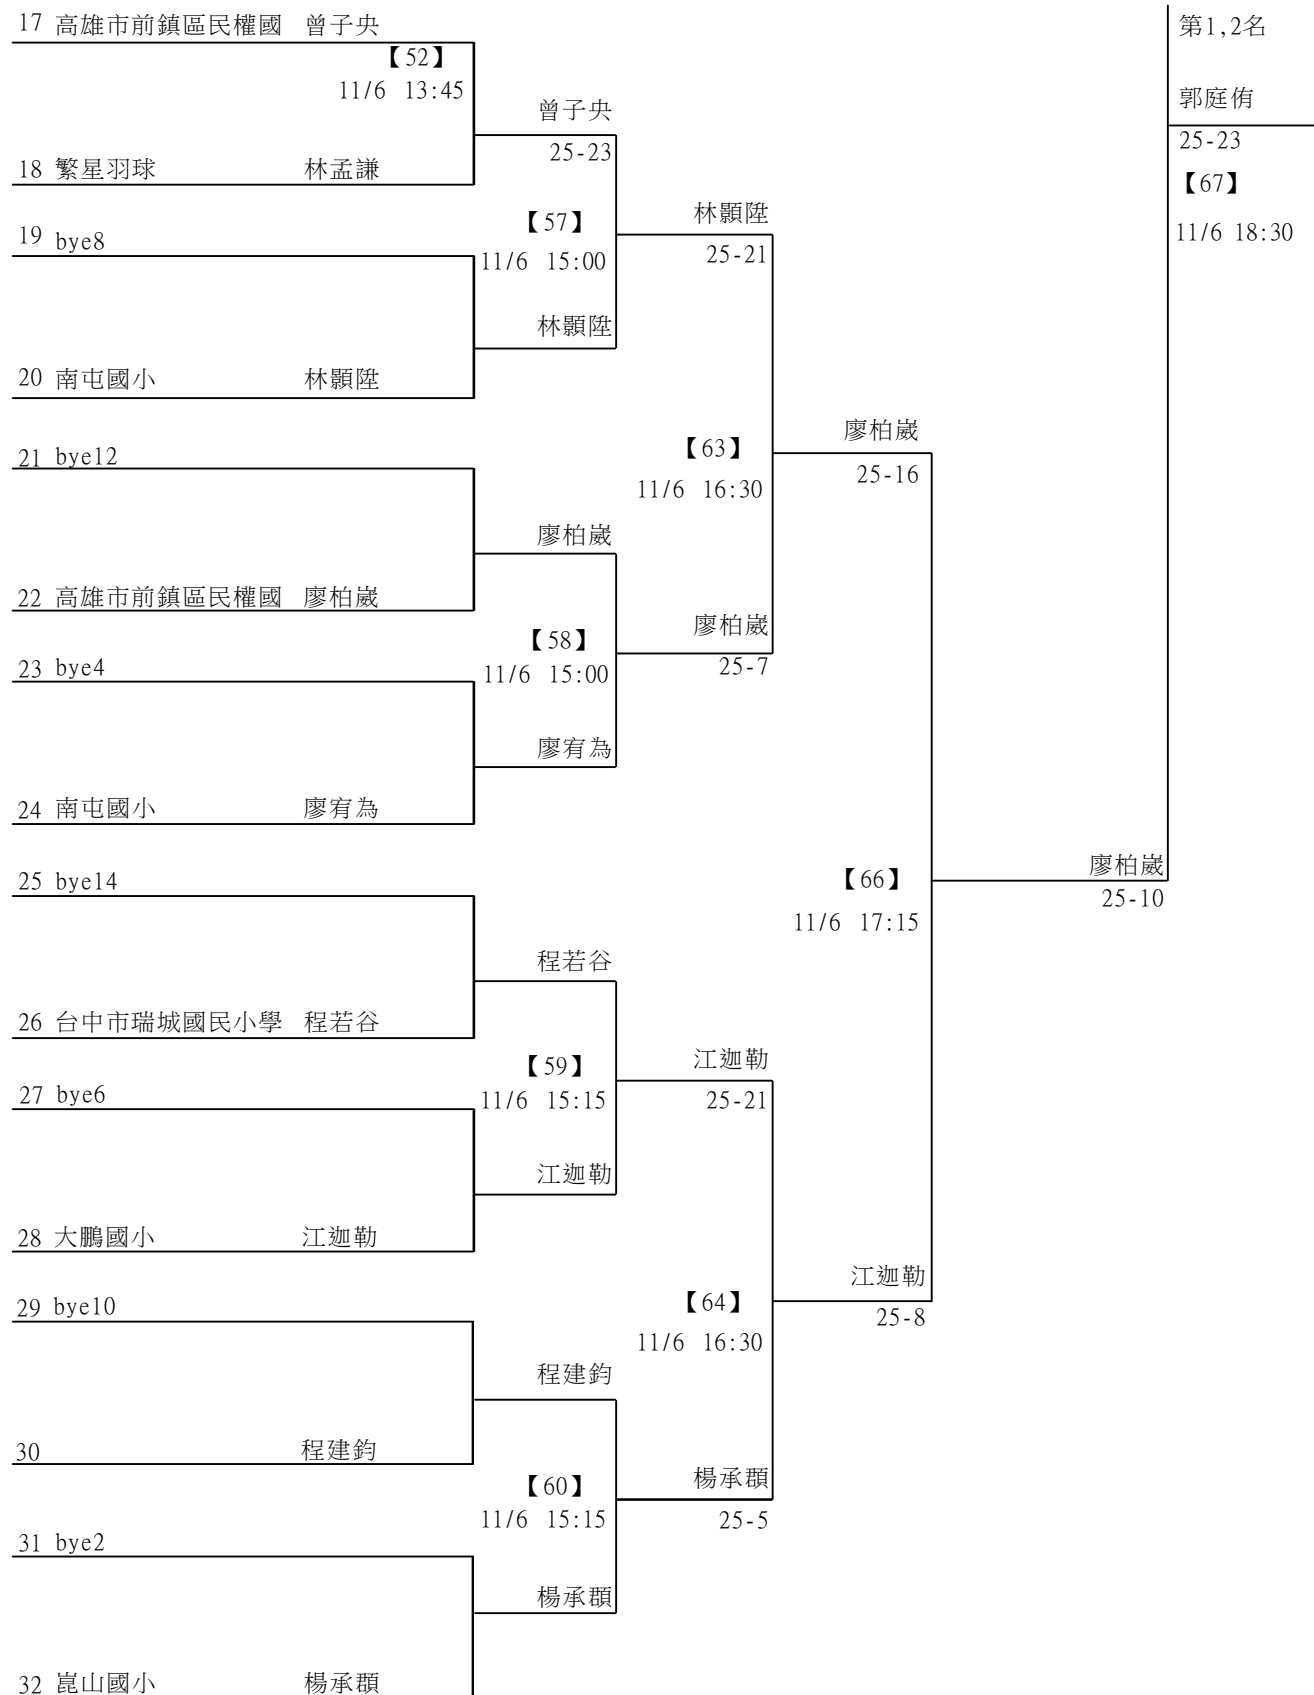 17 高雄市前鎮區民權國 曾子央
第1,2名
【52】
11/6 13:45
郭庭侑
曾子央
25-23
25-23
18 繁星羽球 林孟謙
【67】
林顥陞
【57】
11/6 18:30
19 bye8
25-21
11/6 15:00
林顥陞
20 南屯國小 林顥陞
廖柏崴
【63】
21 bye12
25-16
11/6 16:30
廖柏崴
22 高雄市前鎮區民權國 廖柏崴
廖柏崴
【58】
23 bye4
25-7
11/6 15:00
廖宥為
24 南屯國小 廖宥為
廖柏崴
25 bye14
【66】
25-10
11/6 17:15
程若谷
26 台中市瑞城國民小學 程若谷
江迦勒
【59】
27 bye6
11/6 15:15
25-21
江迦勒
28 大鵬國小 江迦勒
江迦勒
29 bye10
【64】
25-8
11/6 16:30
程建鈞
30 程建鈞
楊承頵
【60】
11/6 15:15
25-5
31 bye2
楊承頵
32 崑山國小 楊承頵